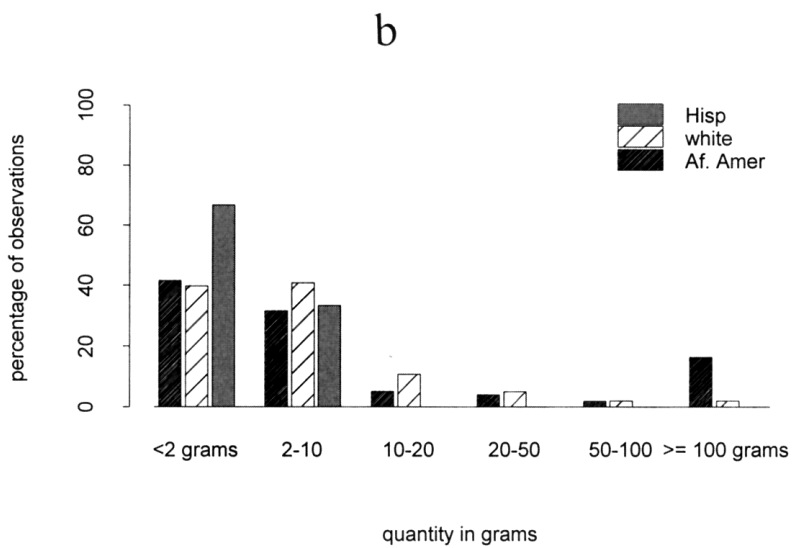 b
percentage of observations
100
80
60
40
20
0
Hisp
white
Af. Amer
<2 grams 2-10 10-20 20-50 50-100 >= 100 grams
quantity in grams